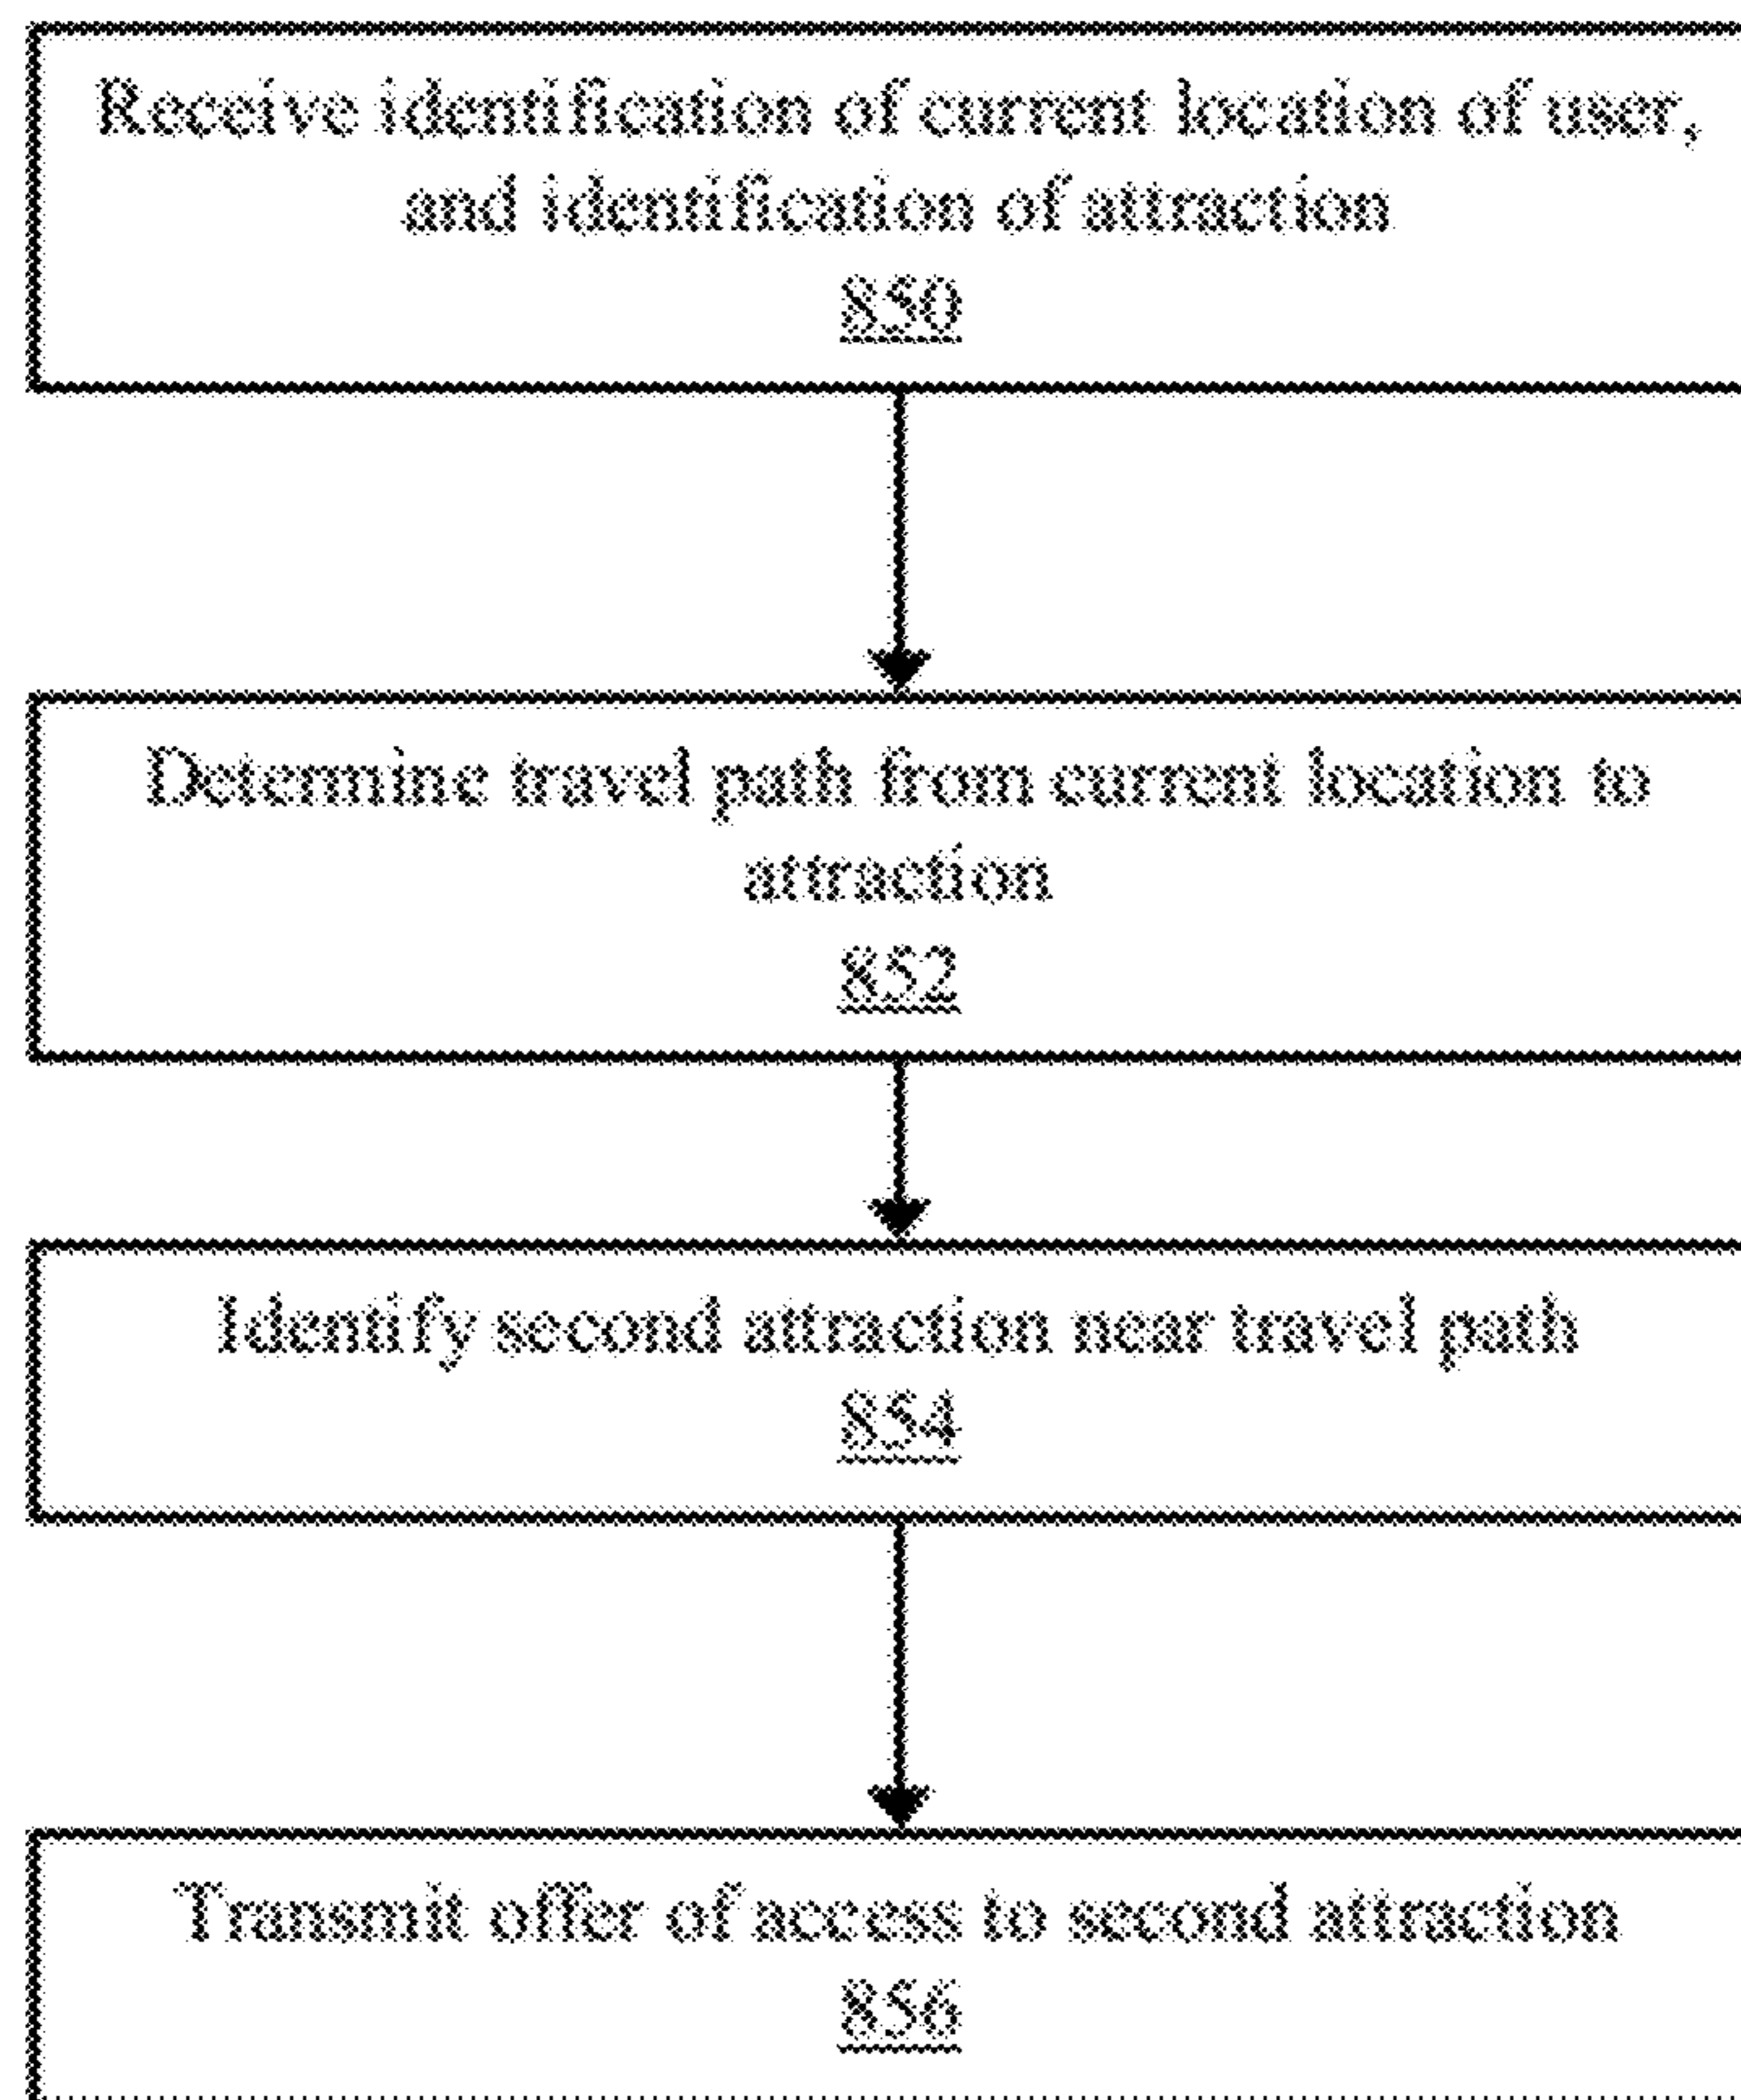 Receive identification of current location of user,
and identification of attraction
850
Determine travel path from current location to
attraction
852
Identify second attraction near travel path
854
Transmit offer of access to second attraction
856